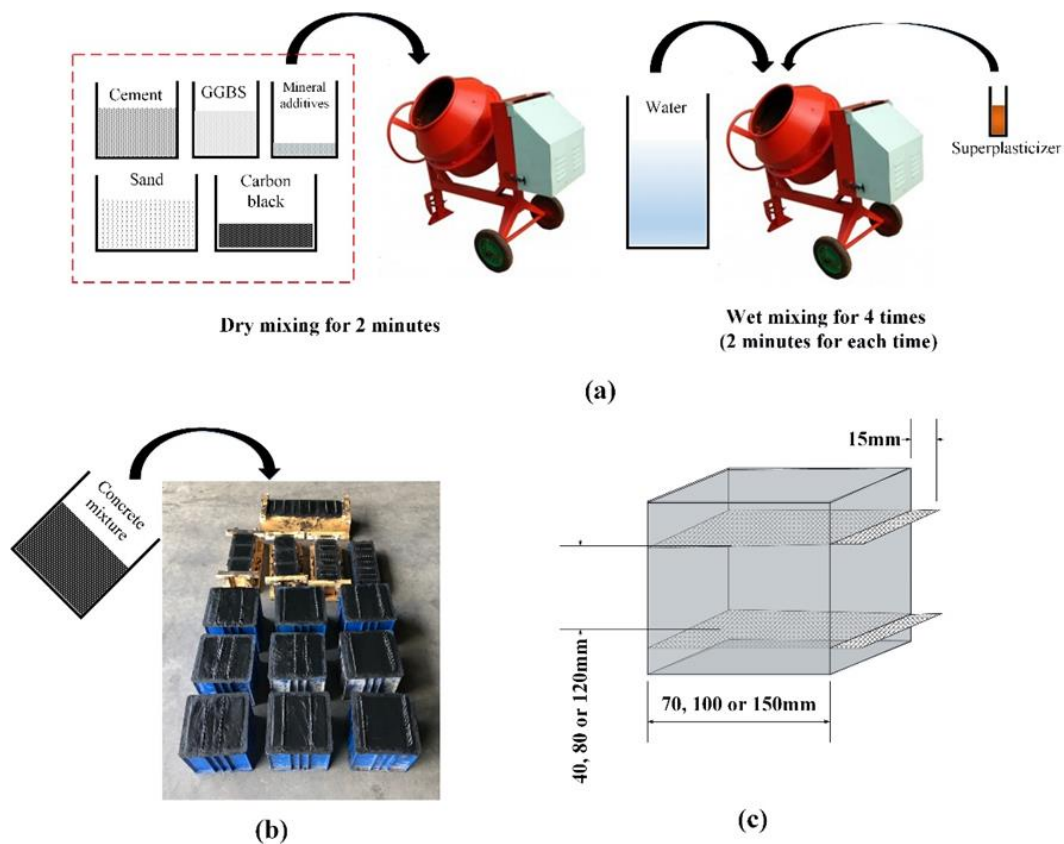 Cement
GGBS
Mineral
additives
Sand
Carbon
black
Water
Superplasticizer
Dry mixing for 2 minutes
Wet mixing for 4 times
(2 minutes for each time)
(a)
Concrete
mixture
15mm
40, 80 or 120mm
70, 100 or 150mm
(b)
(c)